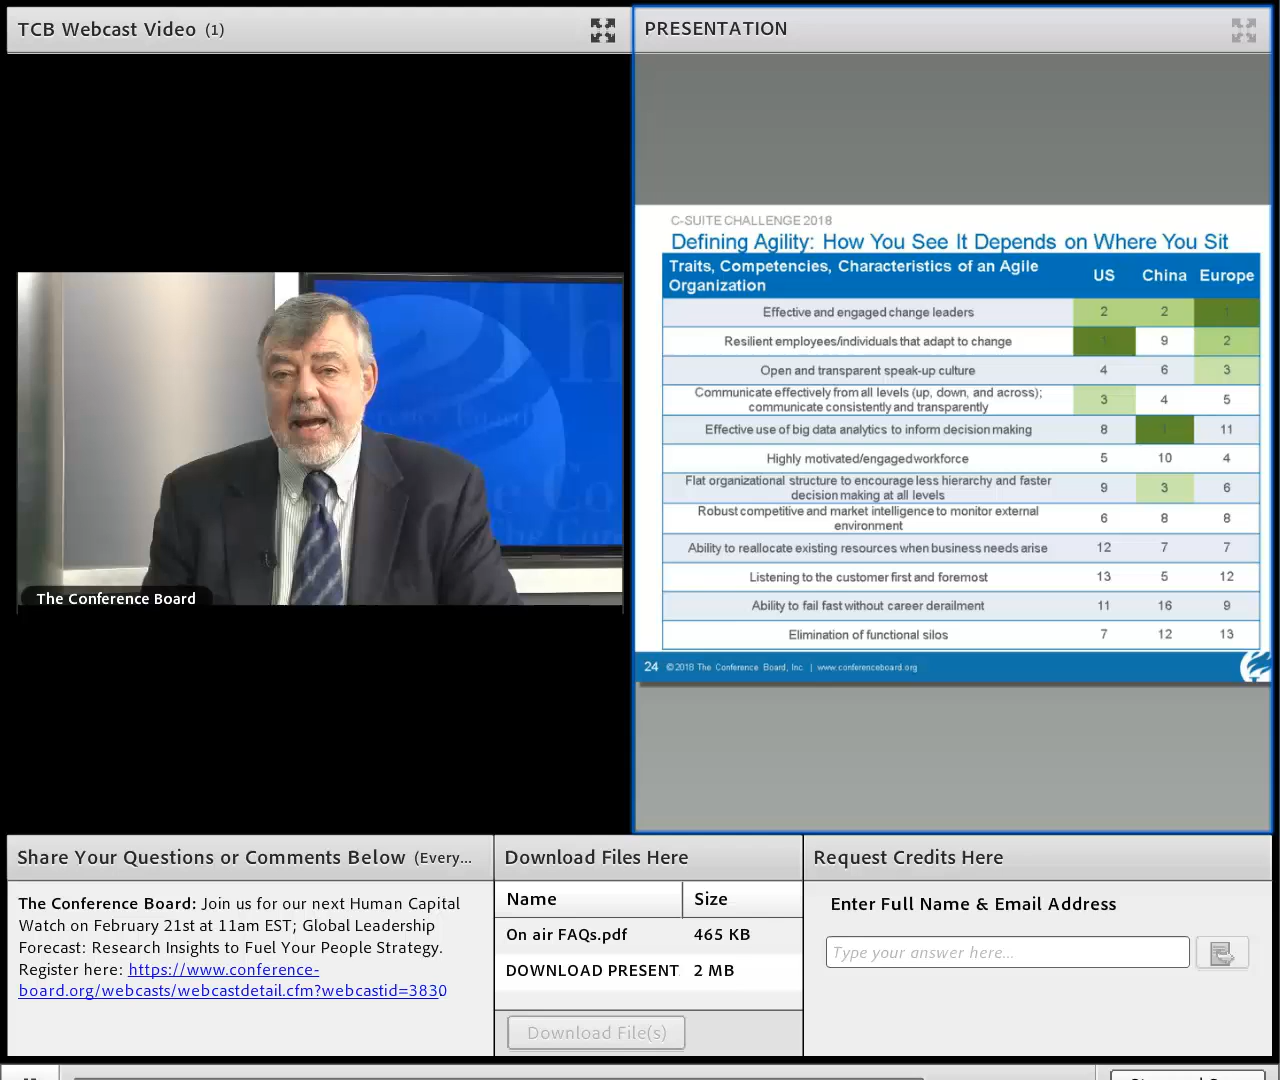 TCB Webcast Video (1)
PRESENTATION
C-SUITE CHALLENGE 2018
Defining Agility: How You See It Depends on Where You Sit
Traits, Competencies, Characteristics of an Agile
Organization
US China Europe
Effective and engaged change leaders 2 2 1
Resilient employees/individuals that adapt to change 1 9 2
Open and transparent speak-up culture 4 6 3
Communicate effectively from all levels (up, down, and across);
communicate consistently and transparently 3 4 5
Effective use of big data analytics to inform decision making 8 1 11
Highly motivated/engaged workforce 5 10 4
Flat organizational structure to encourage less hierarchy and faster
decision making at all levels 9 3 6
Robust competitive and market intelligence to monitor external
environment 6 8 8
Ability to reallocate existing resources when business needs arise 12 7 7
Listening to the customer first and foremost 13 5 12
Ability to fail fast without career derailment 11 16 9
Elimination of functional silos 7 12 13
24 © 2018 The Conference Board, Inc. | www.conferenceboard.org
The Conference Board
Share Your Questions or Comments Below (Every...
The Conference Board: Join us for our next Human Capital
Watch on February 21st at 11am EST; Global Leadership
Forecast: Research Insights to Fuel Your People Strategy.
Register here: https://www.conference-
board.org/webcasts/webcastdetail.cfm?webcastid=3830
Download Files Here
Name Size
On air FAQs.pdf 465 KB
DOWNLOAD PRESENT 2 MB
Download File(s)
Request Credits Here
Enter Full Name & Email Address
Type your answer here...